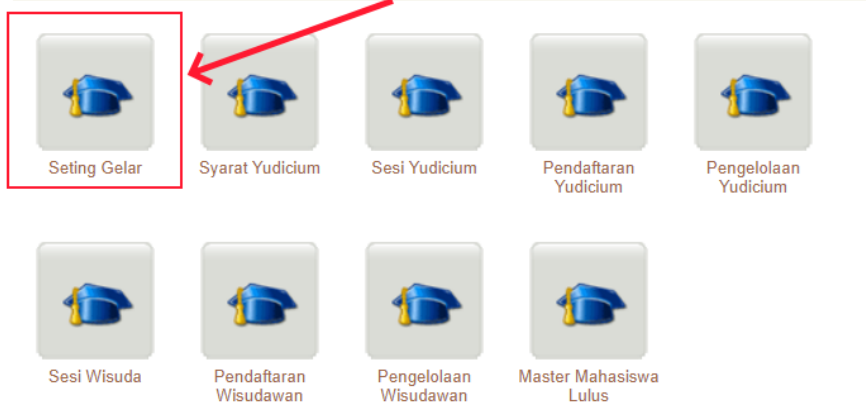 Seting Gelar
Syarat Yudicium
Sesi Yudicium
Pendaftaran
Yudicium
Pengelolaan
Yudicium
Sesi Wisuda
Pendaftaran
Wisudawan
Pengelolaan
Wisudawan
Master Mahasiswa
Lulus